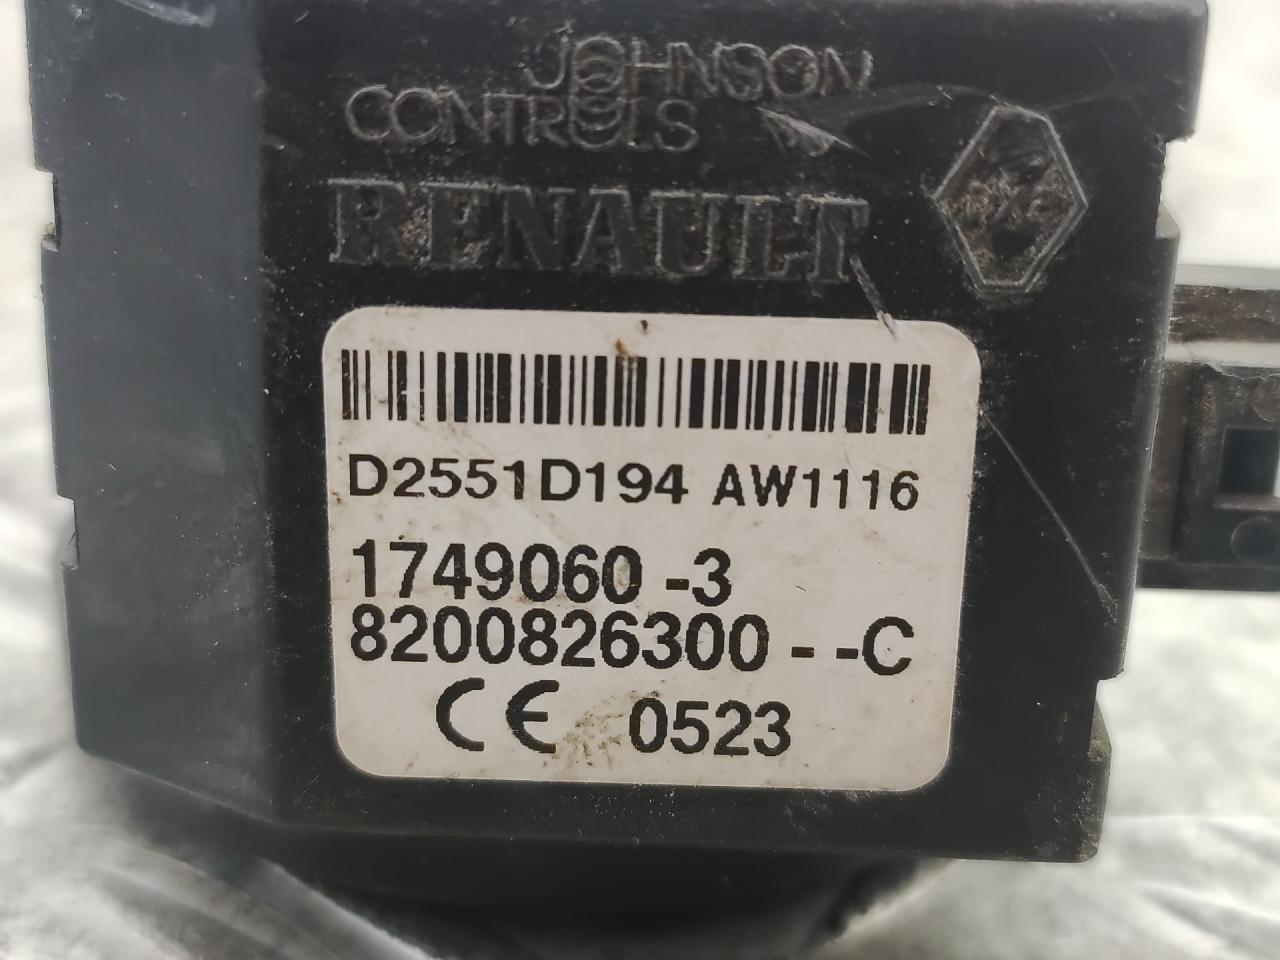 JOHNSON
CONTROLS
RENAULT
D2551D194 AW1116
1749060 -3
8200826300 - -C
CE 0523